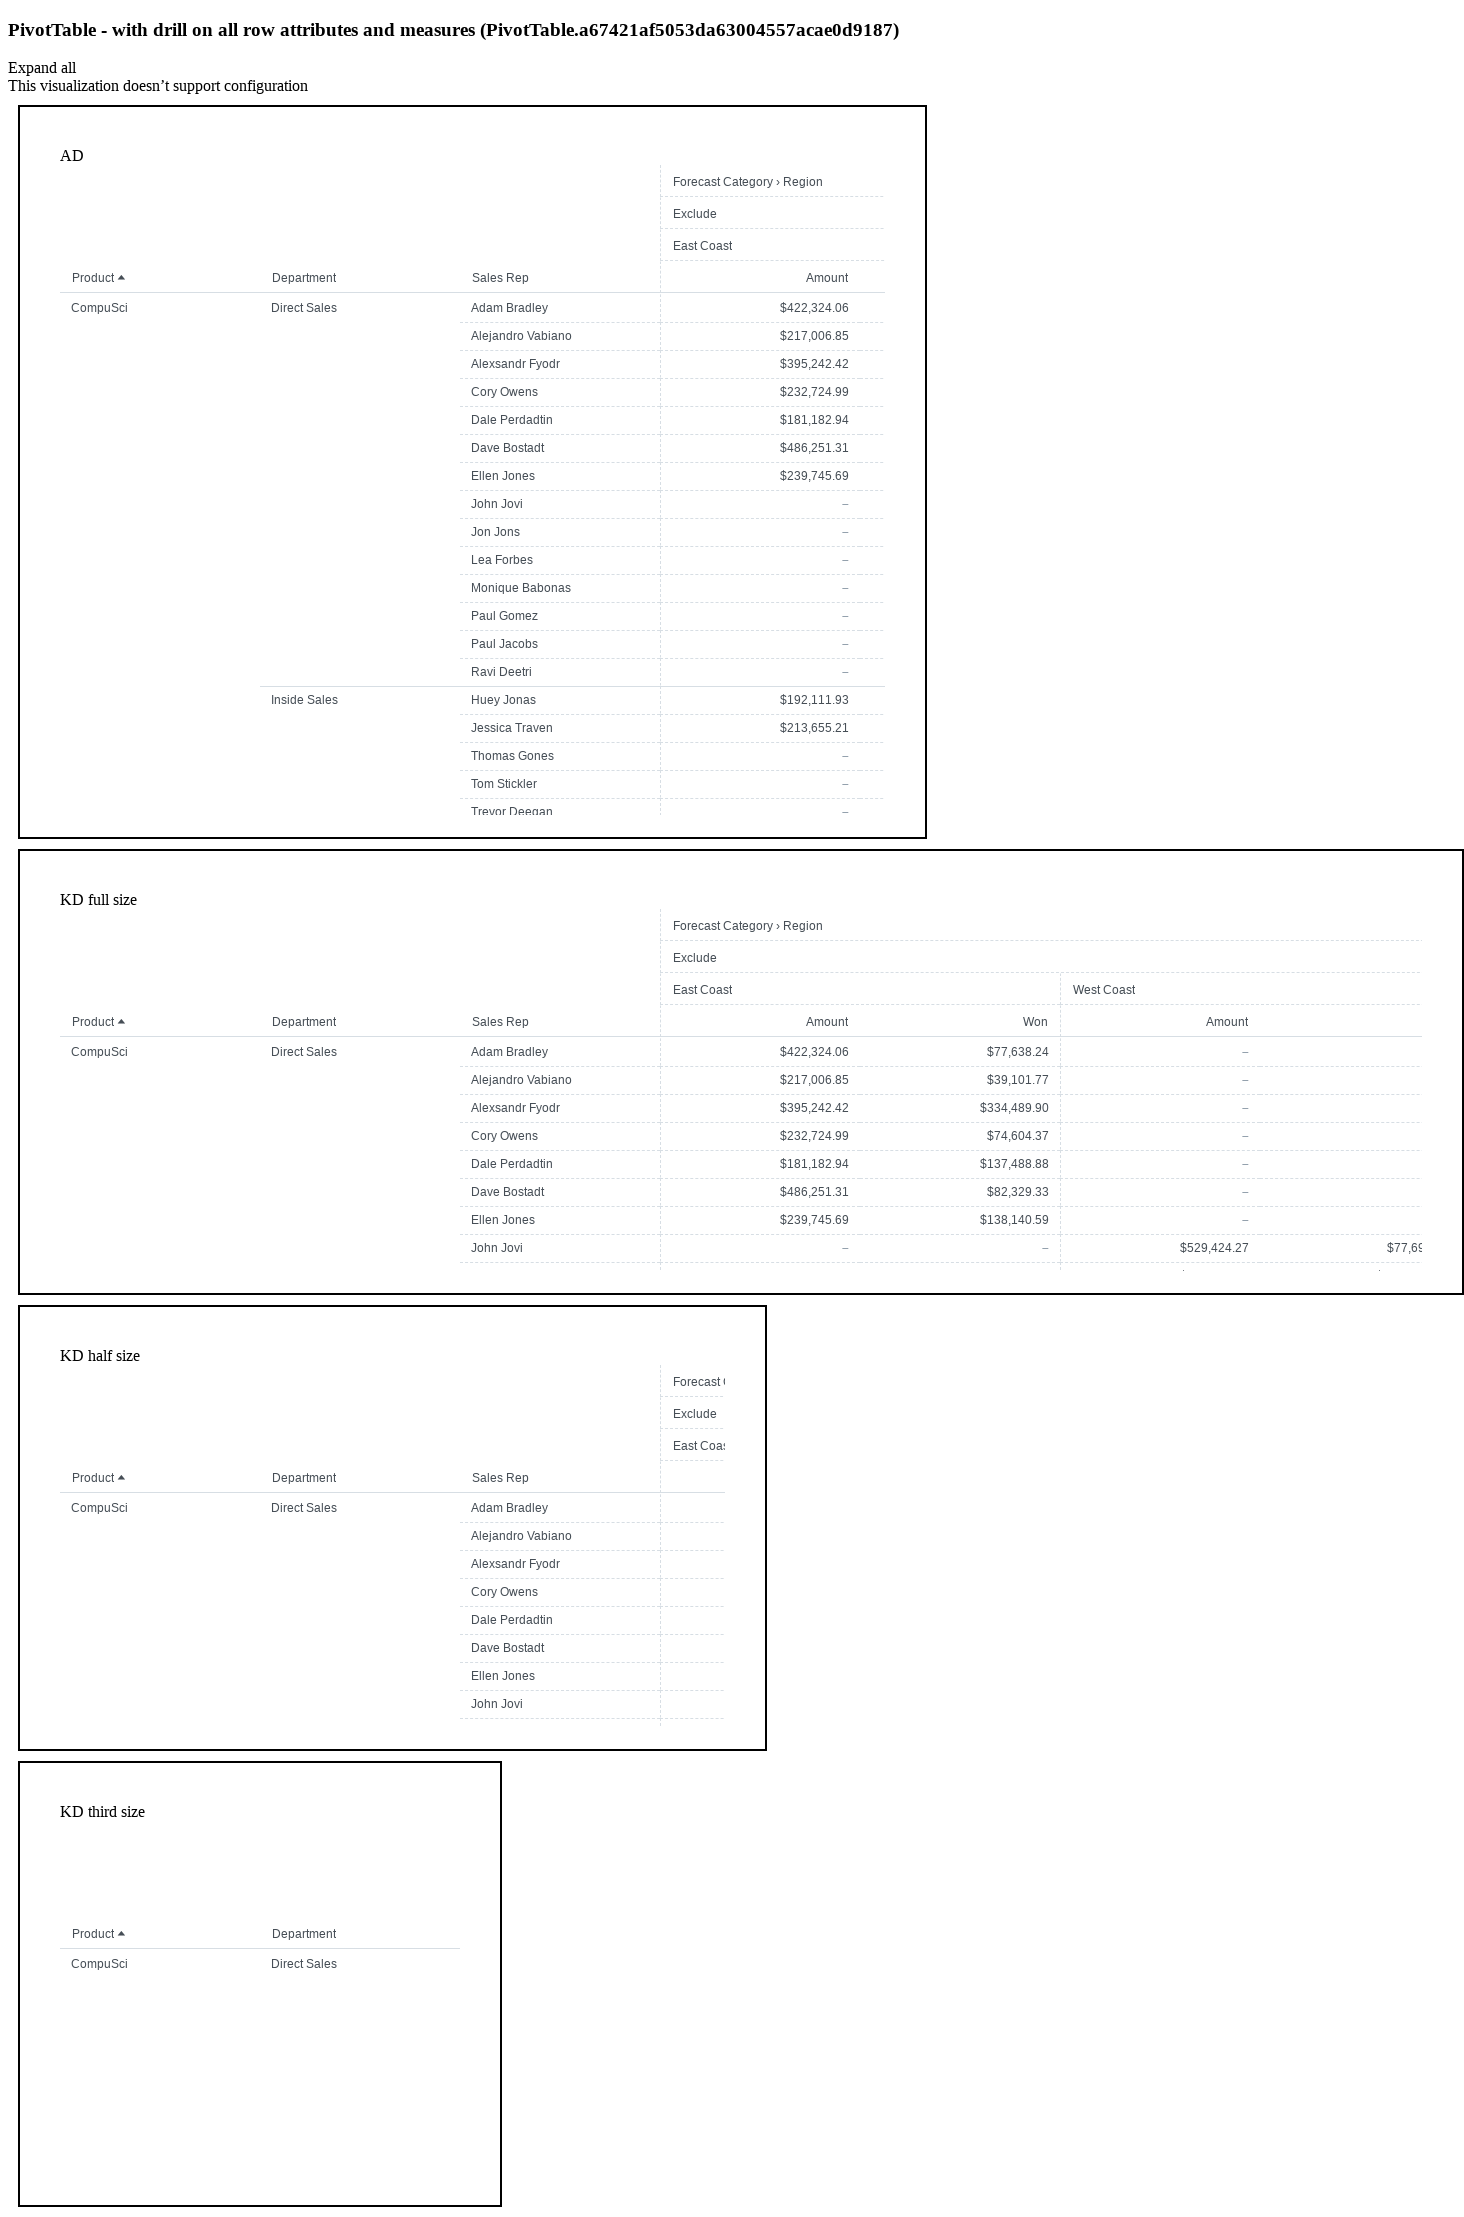 PivotTable - with drill on all row attributes and measures (PivotTable.a67421af5053da63004557acae0d9187)
Expand all
This visualization doesn’t support configuration
AD
Forecast Category › Region
Exclude
East Coast
Product Department Sales Rep Amount
CompuSci Direct Sales Adam Bradley $422,324.06
Alejandro Vabiano $217,006.85
Alexsandr Fyodr $395,242.42
Cory Owens $232,724.99
Dale Perdadtin $181,182.94
Dave Bostadt $486,251.31
Ellen Jones $239,745.69
John Jovi –
Jon Jons –
Lea Forbes –
Monique Babonas –
Paul Gomez –
Paul Jacobs –
Ravi Deetri –
Inside Sales Huey Jonas $192,111.93
Jessica Traven $213,655.21
Thomas Gones –
Tom Stickler –
Trevor Deegan –
KD full size
Forecast Category › Region
Exclude
East Coast West Coast
Product Department Sales Rep Amount Won Amount
CompuSci Direct Sales Adam Bradley $422,324.06 $77,638.24 –
Alejandro Vabiano $217,006.85 $39,101.77 –
Alexsandr Fyodr $395,242.42 $334,489.90 –
Cory Owens $232,724.99 $74,604.37 –
Dale Perdadtin $181,182.94 $137,488.88 –
Dave Bostadt $486,251.31 $82,329.33 –
Ellen Jones $239,745.69 $138,140.59 –
John Jovi – – $529,424.27 $77,69
KD half size
Forecast
Exclude
East Coas
Product Department Sales Rep
CompuSci Direct Sales Adam Bradley
Alejandro Vabiano
Alexsandr Fyodr
Cory Owens
Dale Perdadtin
Dave Bostadt
Ellen Jones
John Jovi
KD third size
Product Department
CompuSci Direct Sales